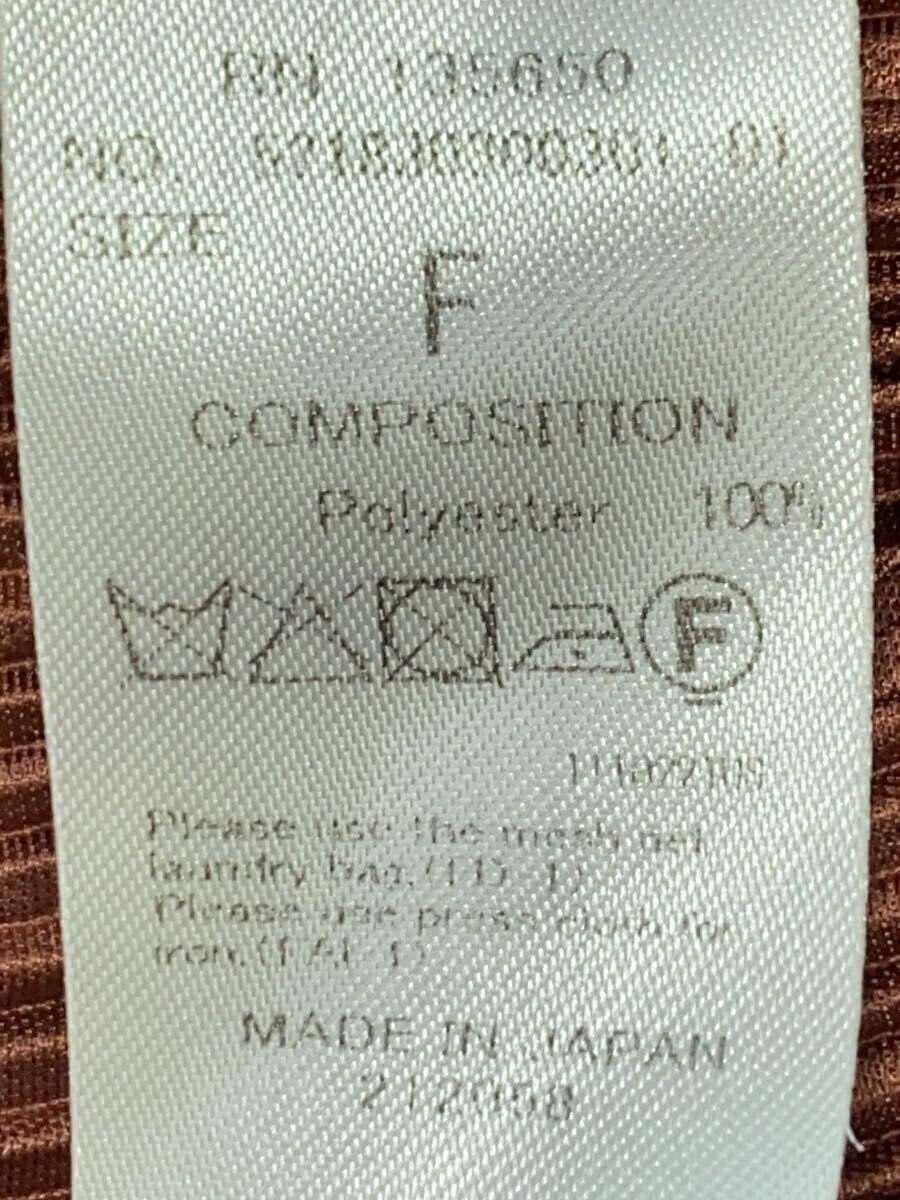 RN 135650
NO.
SIZE
F
COMPOSITION
Polyester 100%
F
Please use the mesh net
laundry bag.
Please use press cloth for
iron.
MADE IN JAPAN
212058